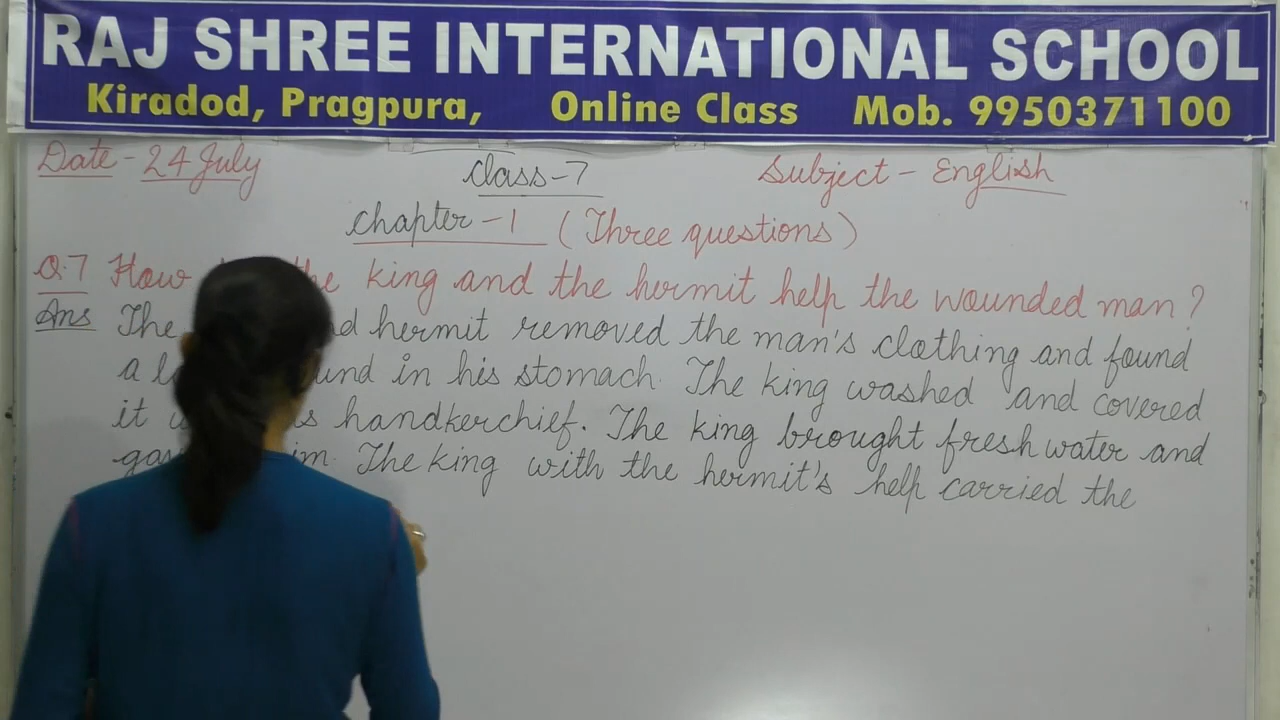 RAJ SHREE INTERNATIONAL SCHOOL
Kiradod, Pragpura, Online Class Mob. 9950371100
Date - 24 July Class-7 Subject - English
Chapter - 1 (Three questions)
Q.7 How the king and the hermit help the wounded man?
Ans The hermit removed the man's clothing and found
a in his stomach. The king washed and covered
it handkerchief. The king brought fresh water and
The king with the hermit's help carried the